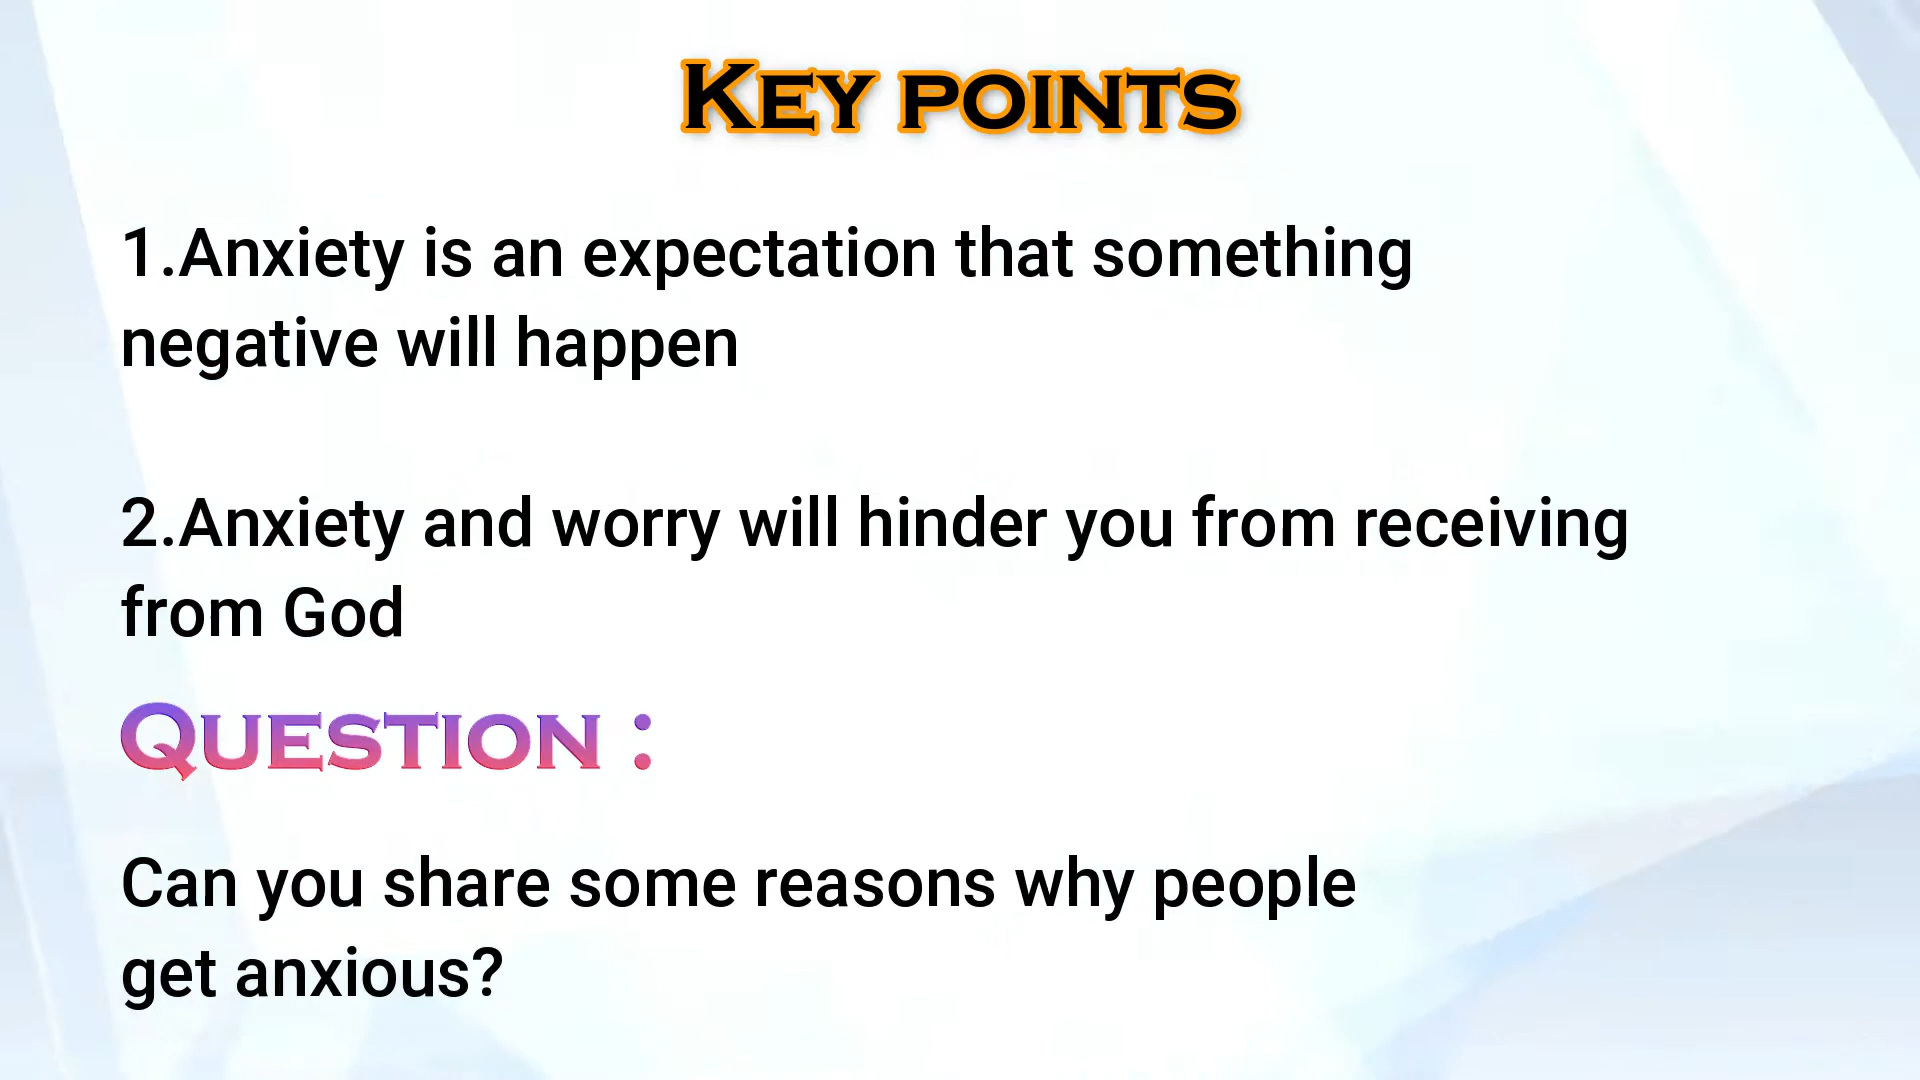 KEY POINTS
1.Anxiety is an expectation that something
negative will happen
2.Anxiety and worry will hinder you from receiving
from God
QUESTION :
Can you share some reasons why people
get anxious?